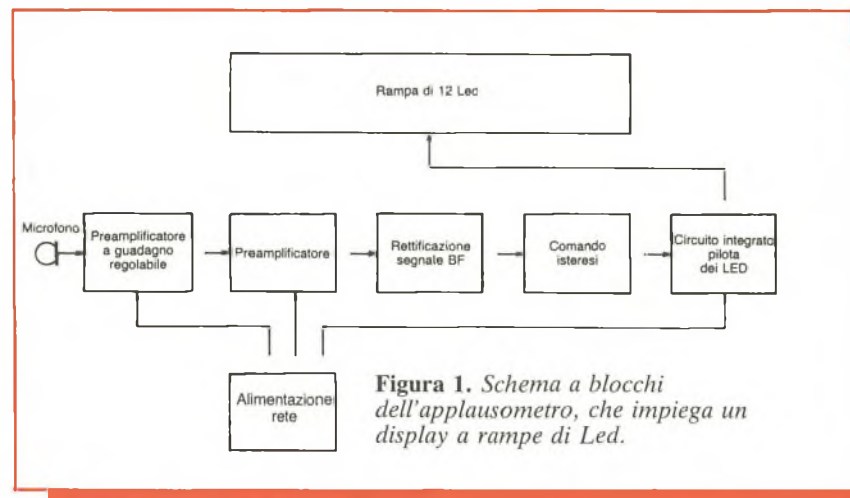 Rampa di 12 Led
Microfono
Preamplificatore
a guadagno
regolabile
Preamplificatore
Rettificazione
segnale BF
Comando
isteresi
Circuito integrato
pilota
dei LED
Alimentazione
rete
Figura 1. Schema a blocchi
dell'applausometro, che impiega un
display a rampe di Led.